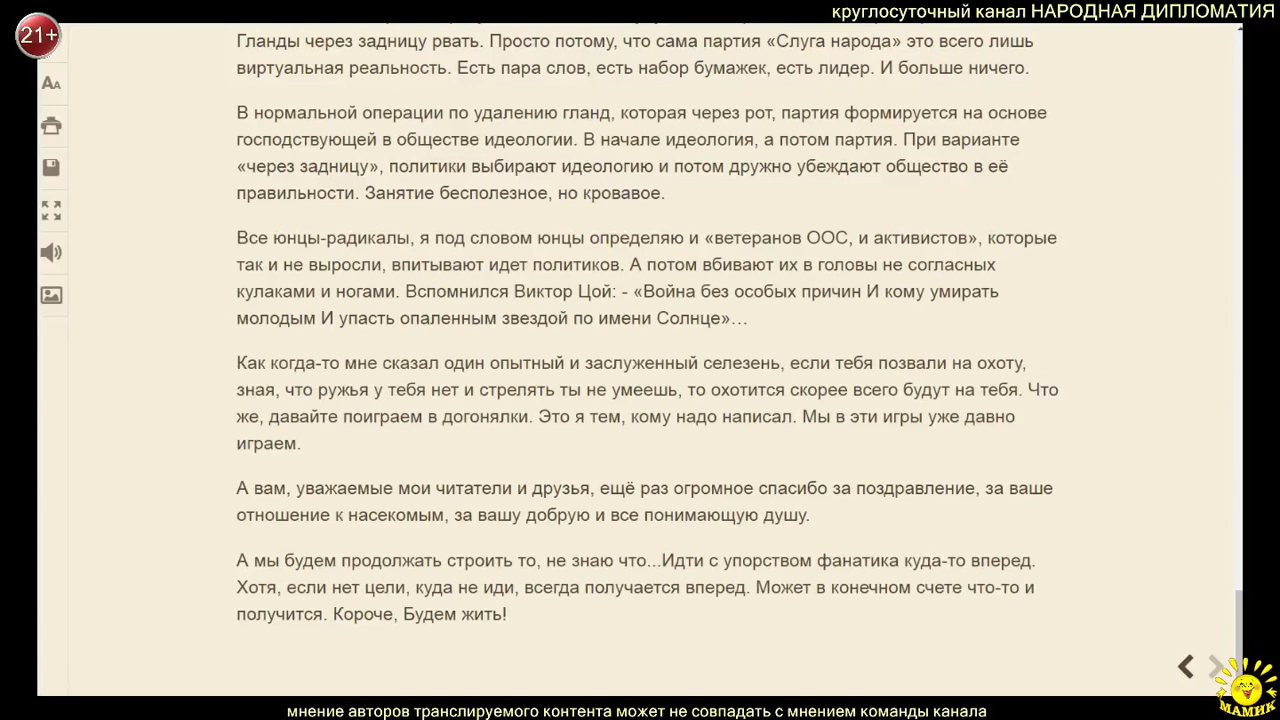 круглосуточный канал НАРОДНАЯ ДИПЛОМАТИЯ
21+
Гланды через задницу рвать. Просто потому, что сама партия «Слуга народа» это всего лишь
виртуальная реальность. Есть пара слов, есть набор бумажек, есть лидер. И больше ничего.
В нормальной операции по удалению гланд, которая через рот, партия формируется на основе
господствующей в обществе идеологии. В начале идеология, а потом партия. При варианте
«через задницу», политики выбирают идеологию и потом дружно убеждают общество в её
правильности. Занятие бесполезное, но кровавое.
Все юнцы-радикалы, я под словом юнцы определяю и «ветеранов ООС, и активистов», которые
так и не выросли, впитывают идет политиков. А потом вбивают их в головы не согласных
кулаками и ногами. Вспомнился Виктор Цой: - «Война без особых причин И кому умирать
молодым И упасть опаленным звездой по имени Солнце»…
Как когда-то мне сказал один опытный и заслуженный селезень, если тебя позвали на охоту,
зная, что ружья у тебя нет и стрелять ты не умеешь, то охотится скорее всего будут на тебя. Что
же, давайте поиграем в догонялки. Это я тем, кому надо написал. Мы в эти игры уже давно
играем.
А вам, уважаемые мои читатели и друзья, ещё раз огромное спасибо за поздравление, за ваше
отношение к насекомым, за вашу добрую и все понимающую душу.
А мы будем продолжать строить то, не знаю что...Идти с упорством фанатика куда-то вперед.
Хотя, если нет цели, куда не иди, всегда получается вперед. Может в конечном счете что-то и
получится. Короче, Будем жить!
МАМИК
мнение авторов транслируемого контента может не совпадать с мнением команды канала